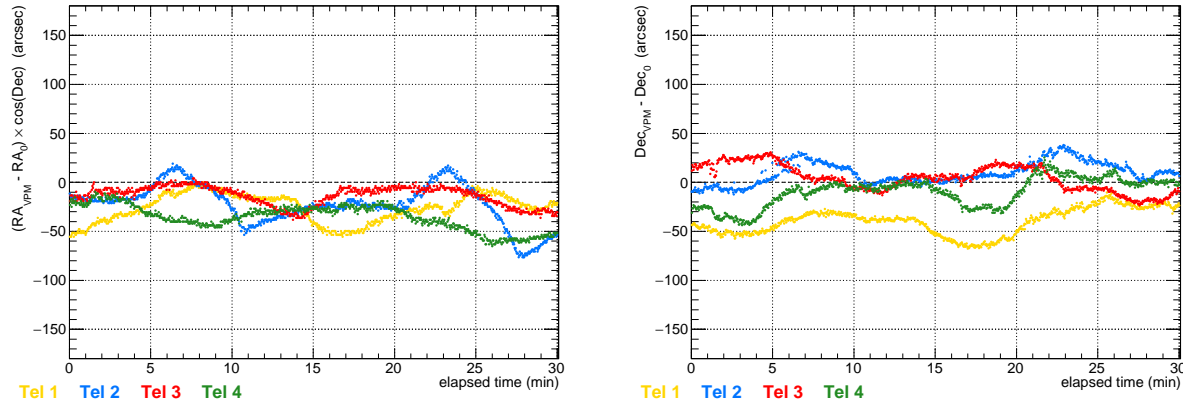 (RA_VPM - RA_0) × cos(Dec) (arcsec)
150
100
50
0
−50
−100
−150
0 5 10 15 20 25 30
elapsed time (min)
Tel 1 Tel 2 Tel 3 Tel 4
Dec_VPM - Dec_0 (arcsec)
150
100
50
0
−50
−100
−150
0 5 10 15 20 25 30
elapsed time (min)
Tel 1 Tel 2 Tel 3 Tel 4